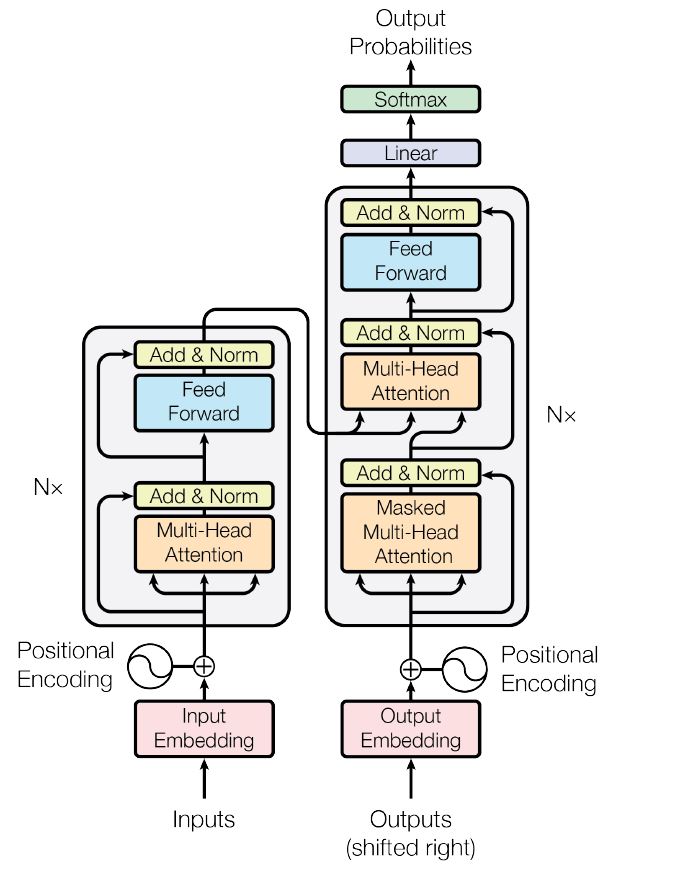 Output
Probabilities
Softmax
Linear
Add & Norm
Feed
Forward
Add & Norm
Multi-Head
Attention
Add & Norm
Masked
Multi-Head
Attention
N×
Positional
Encoding
Output
Embedding
Outputs
(shifted right)
Add & Norm
Feed
Forward
Add & Norm
Multi-Head
Attention
N×
Positional
Encoding
Input
Embedding
Inputs